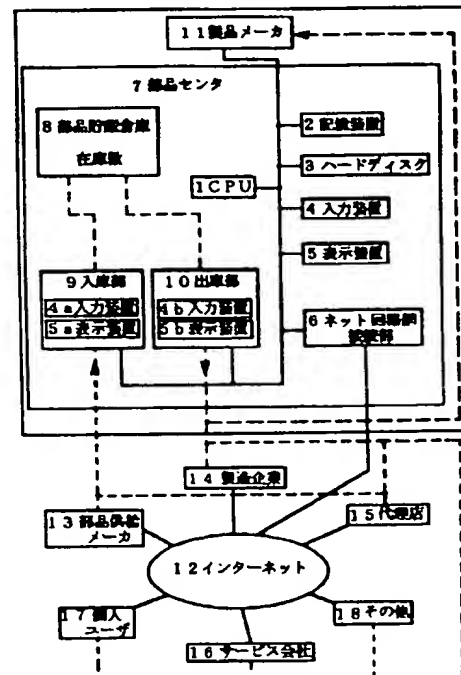 11製品メーカ
7部品センタ
8部品貯蔵倉庫
在庫数
2記憶装置
3ハードディスク
1CPU
4入力装置
5表示装置
9入庫部
4a入力装置
5a表示装置
10出庫部
4b入力装置
5b表示装置
6ネット回路網
接続部
14製造企業
13部品供給
メーカ
15代理店
12インターネット
17個人
ユーザ
18その他
16サービス会社